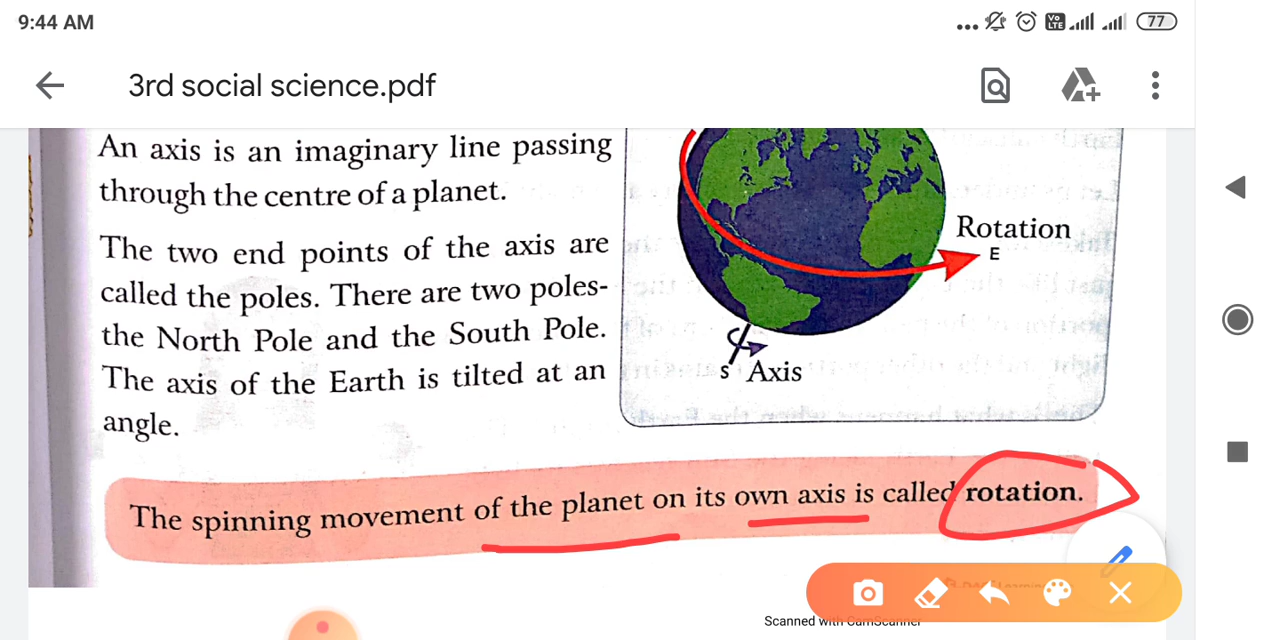 9:44 AM
Vo LTE
77
3rd social science.pdf
An axis is an imaginary line passing
through the centre of a planet.
The two end points of the axis are
called the poles. There are two poles-
the North Pole and the South Pole.
The axis of the Earth is tilted at an
angle.
Rotation
E
S Axis
The spinning movement of the planet on its own axis is called rotation.
Scanned with CamScanner